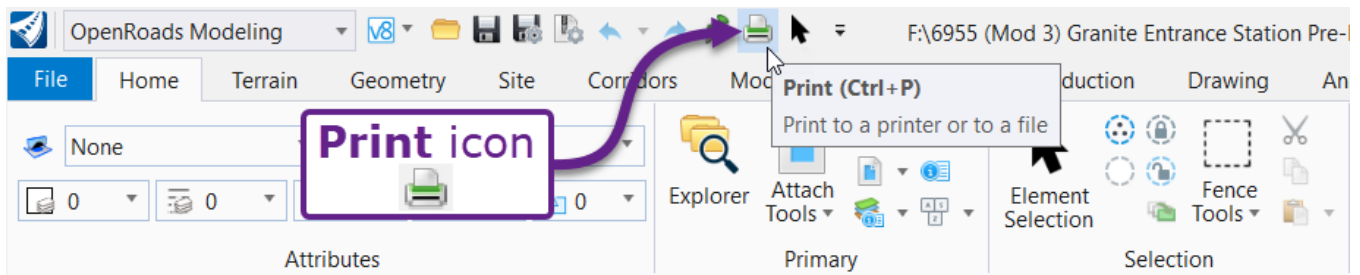 OpenRoads Modeling
V8
F:\6955 (Mod 3) Granite Entrance Station Pre-
File Home Terrain Geometry Site Corridors Mod duction Drawing An
Print (Ctrl+P)
Print to a printer or to a file
Print icon
None
0 0 0
Explorer
Attach
Tools
Element
Selection
Fence
Tools
Attributes Primary Selection